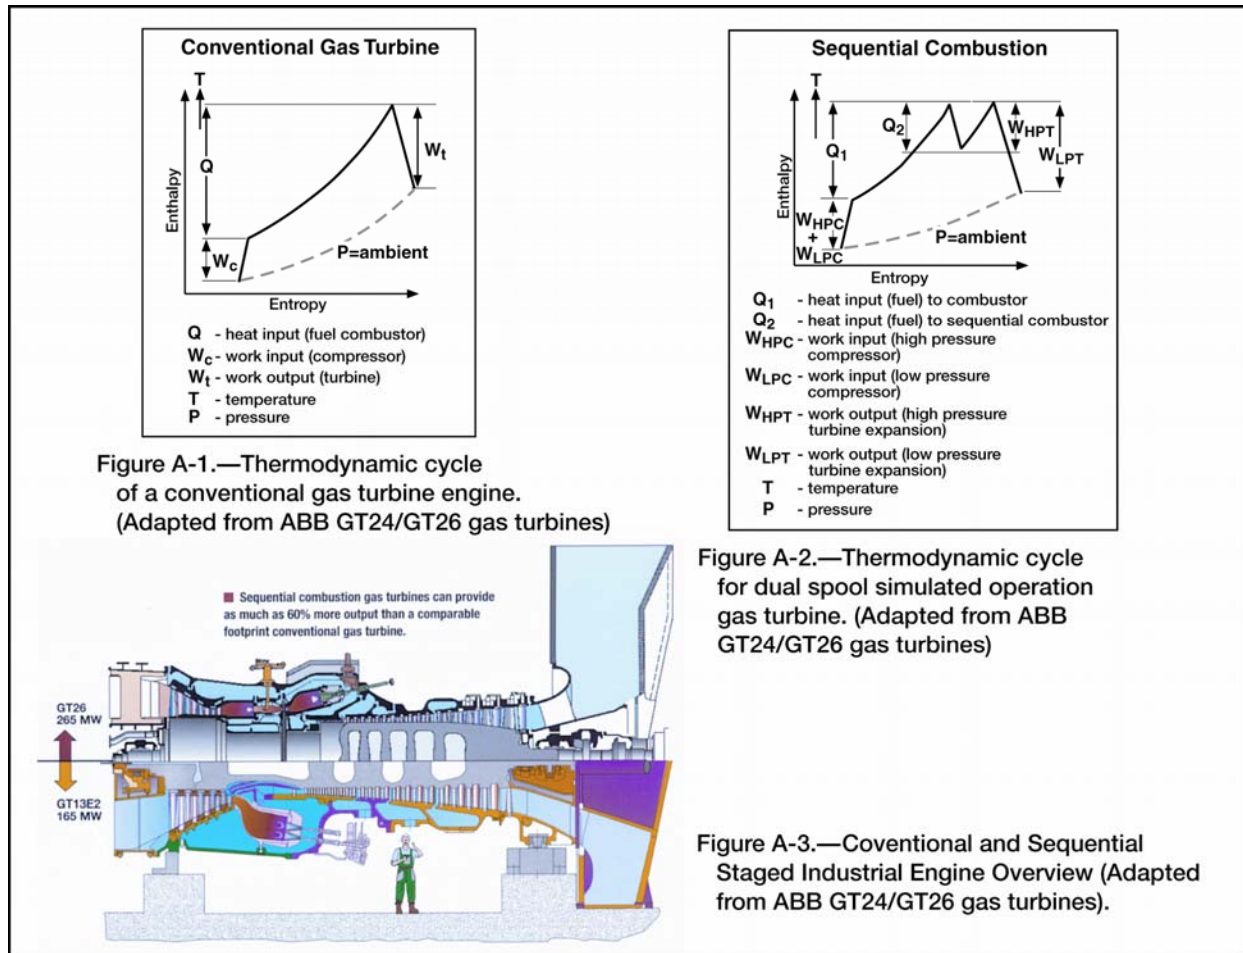 Conventional Gas Turbine
T
Q
Wt
Enthalpy
Wc
P=ambient
Entropy
Q - heat input (fuel combustor)
Wc - work input (compressor)
Wt - work output (turbine)
T - temperature
P - pressure
Figure A-1.—Thermodynamic cycle
of a conventional gas turbine engine.
(Adapted from ABB GT24/GT26 gas turbines)
Sequential Combustion
T
Q2
WHPT
Q1
WLPT
Enthalpy
WHPC
+
WLPC
P=ambient
Entropy
Q1 - heat input (fuel) to combustor
Q2 - heat input (fuel) to sequential combustor
WHPC - work input (high pressure
compressor)
WLPC - work input (low pressure
compressor)
WHPT - work output (high pressure
turbine expansion)
WLPT - work output (low pressure
turbine expansion)
T - temperature
P - pressure
Figure A-2.—Thermodynamic cycle
for dual spool simulated operation
gas turbine. (Adapted from ABB
GT24/GT26 gas turbines)
Sequential combustion gas turbines can provide
as much as 60% more output than a comparable
footprint conventional gas turbine.
GT26
265 MW
GT13E2
165 MW
Figure A-3.—Coventional and Sequential
Staged Industrial Engine Overview (Adapted
from ABB GT24/GT26 gas turbines).